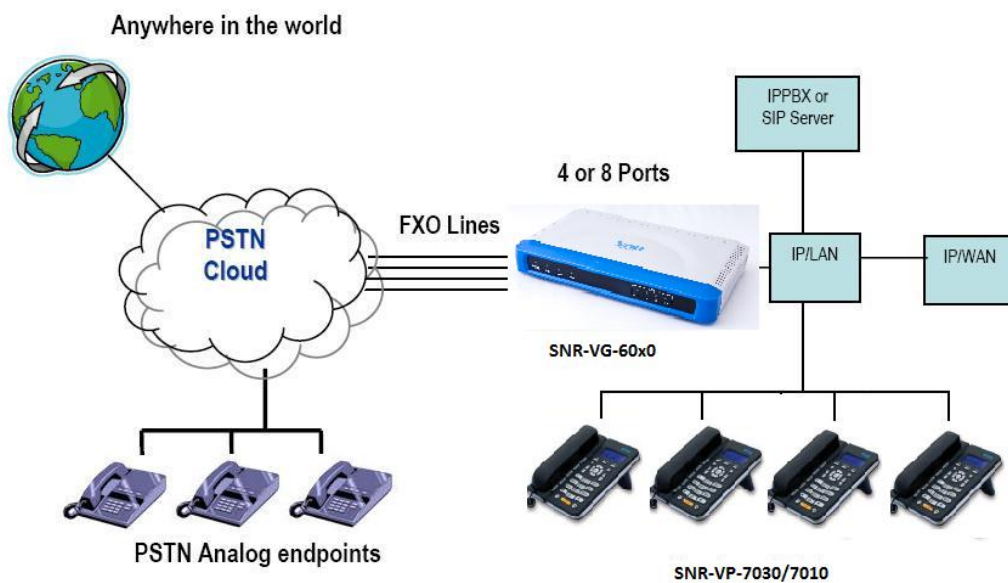 Anywhere in the world
IPPBX or
SIP Server
4 or 8 Ports
FXO Lines
PSTN
Cloud
IP/LAN
IP/WAN
SNR-VG-60x0
PSTN Analog endpoints
SNR-VP-7030/7010